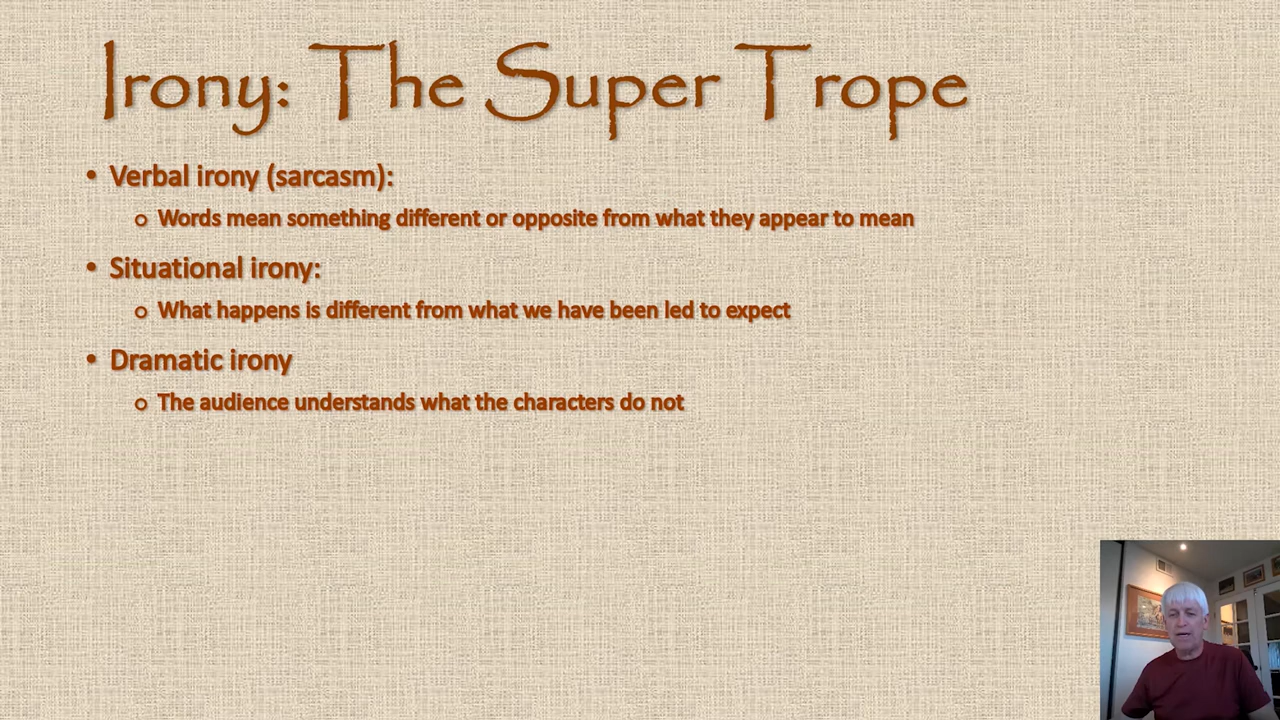 Irony: The Super Trope
• Verbal irony (sarcasm):
o Words mean something different or opposite from what they appear to mean
• Situational irony:
o What happens is different from what we have been led to expect
• Dramatic irony
o The audience understands what the characters do not